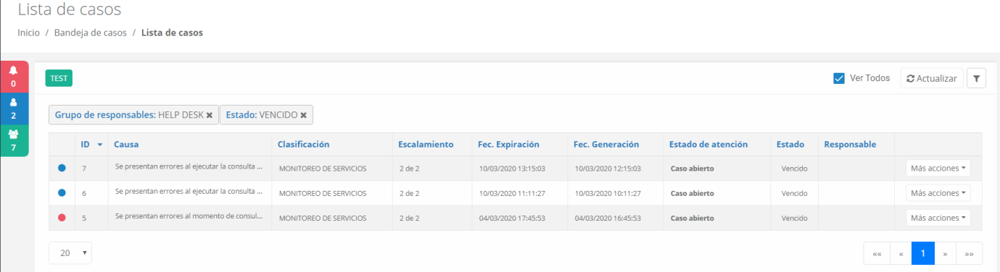 Lista de casos
Inicio / Bandeja de casos / Lista de casos
0
2
7
TEST
Ver Todos Actualizar
Grupo de responsables: HELP DESK ✖ Estado: VENCIDO ✖
ID Causa Clasificación Escalamiento Fec. Expiración Fec. Generación Estado de atención Estado Responsable
7 Se presentan errores al ejecutar la consulta ... MONITOREO DE SERVICIOS 2 de 2 10/03/2020 13:15:03 10/03/2020 12:15:03 Caso abierto Vencido Más acciones
6 Se presentan errores al ejecutar la consulta ... MONITOREO DE SERVICIOS 2 de 2 10/03/2020 11:11:27 10/03/2020 10:11:27 Caso abierto Vencido Más acciones
5 Se presentan errores al momento de consul... MONITOREO DE SERVICIOS 2 de 2 04/03/2020 17:45:53 04/03/2020 16:45:53 Caso abierto Vencido Más acciones
20 «« « 1 » »»